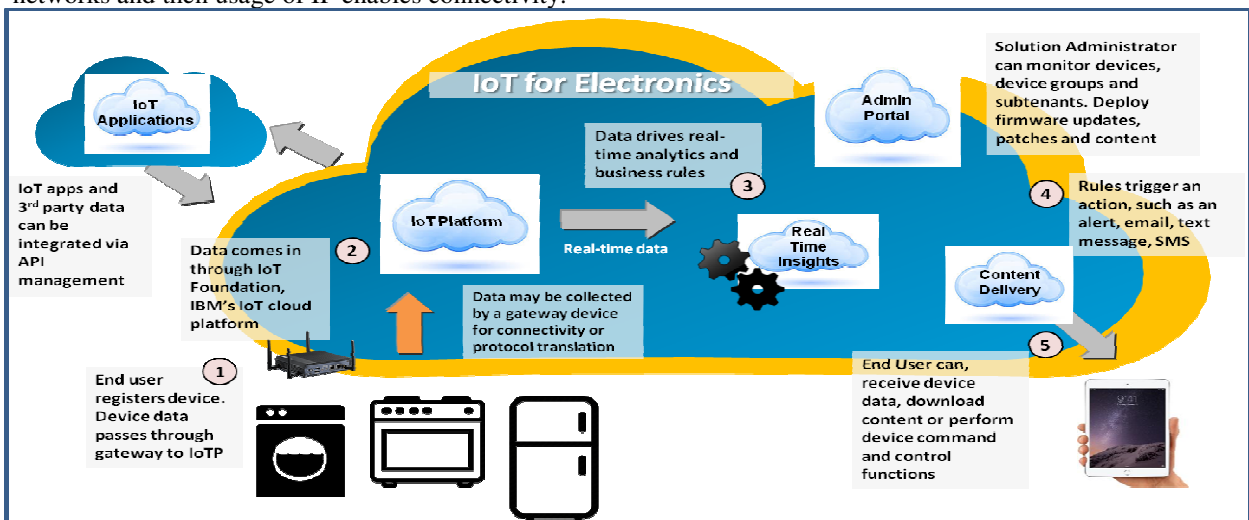 networks and then usage of IP enables connectivity.
IoT for Electronics
IoT
Applications
IoT apps and
3rd party data
can be
integrated via
API
management
Data comes in
through IoT
Foundation,
IBM's IoT cloud
platform
2
IoT Platform
Real-time data
Data drives real-
time analytics and
business rules
3
Admin
Portal
Solution Administrator
can monitor devices,
device groups and
subtenants. Deploy
firmware updates,
patches and content
4
Rules trigger an
action, such as an
alert, email, text
message, SMS
Real
Time
Insights
Content
Delivery
Data may be collected
by a gateway device
for connectivity or
protocol translation
1
End user
registers device.
Device data
passes through
gateway to IoTP
5
End User can,
receive device
data, download
content or perform
device command
and control
functions